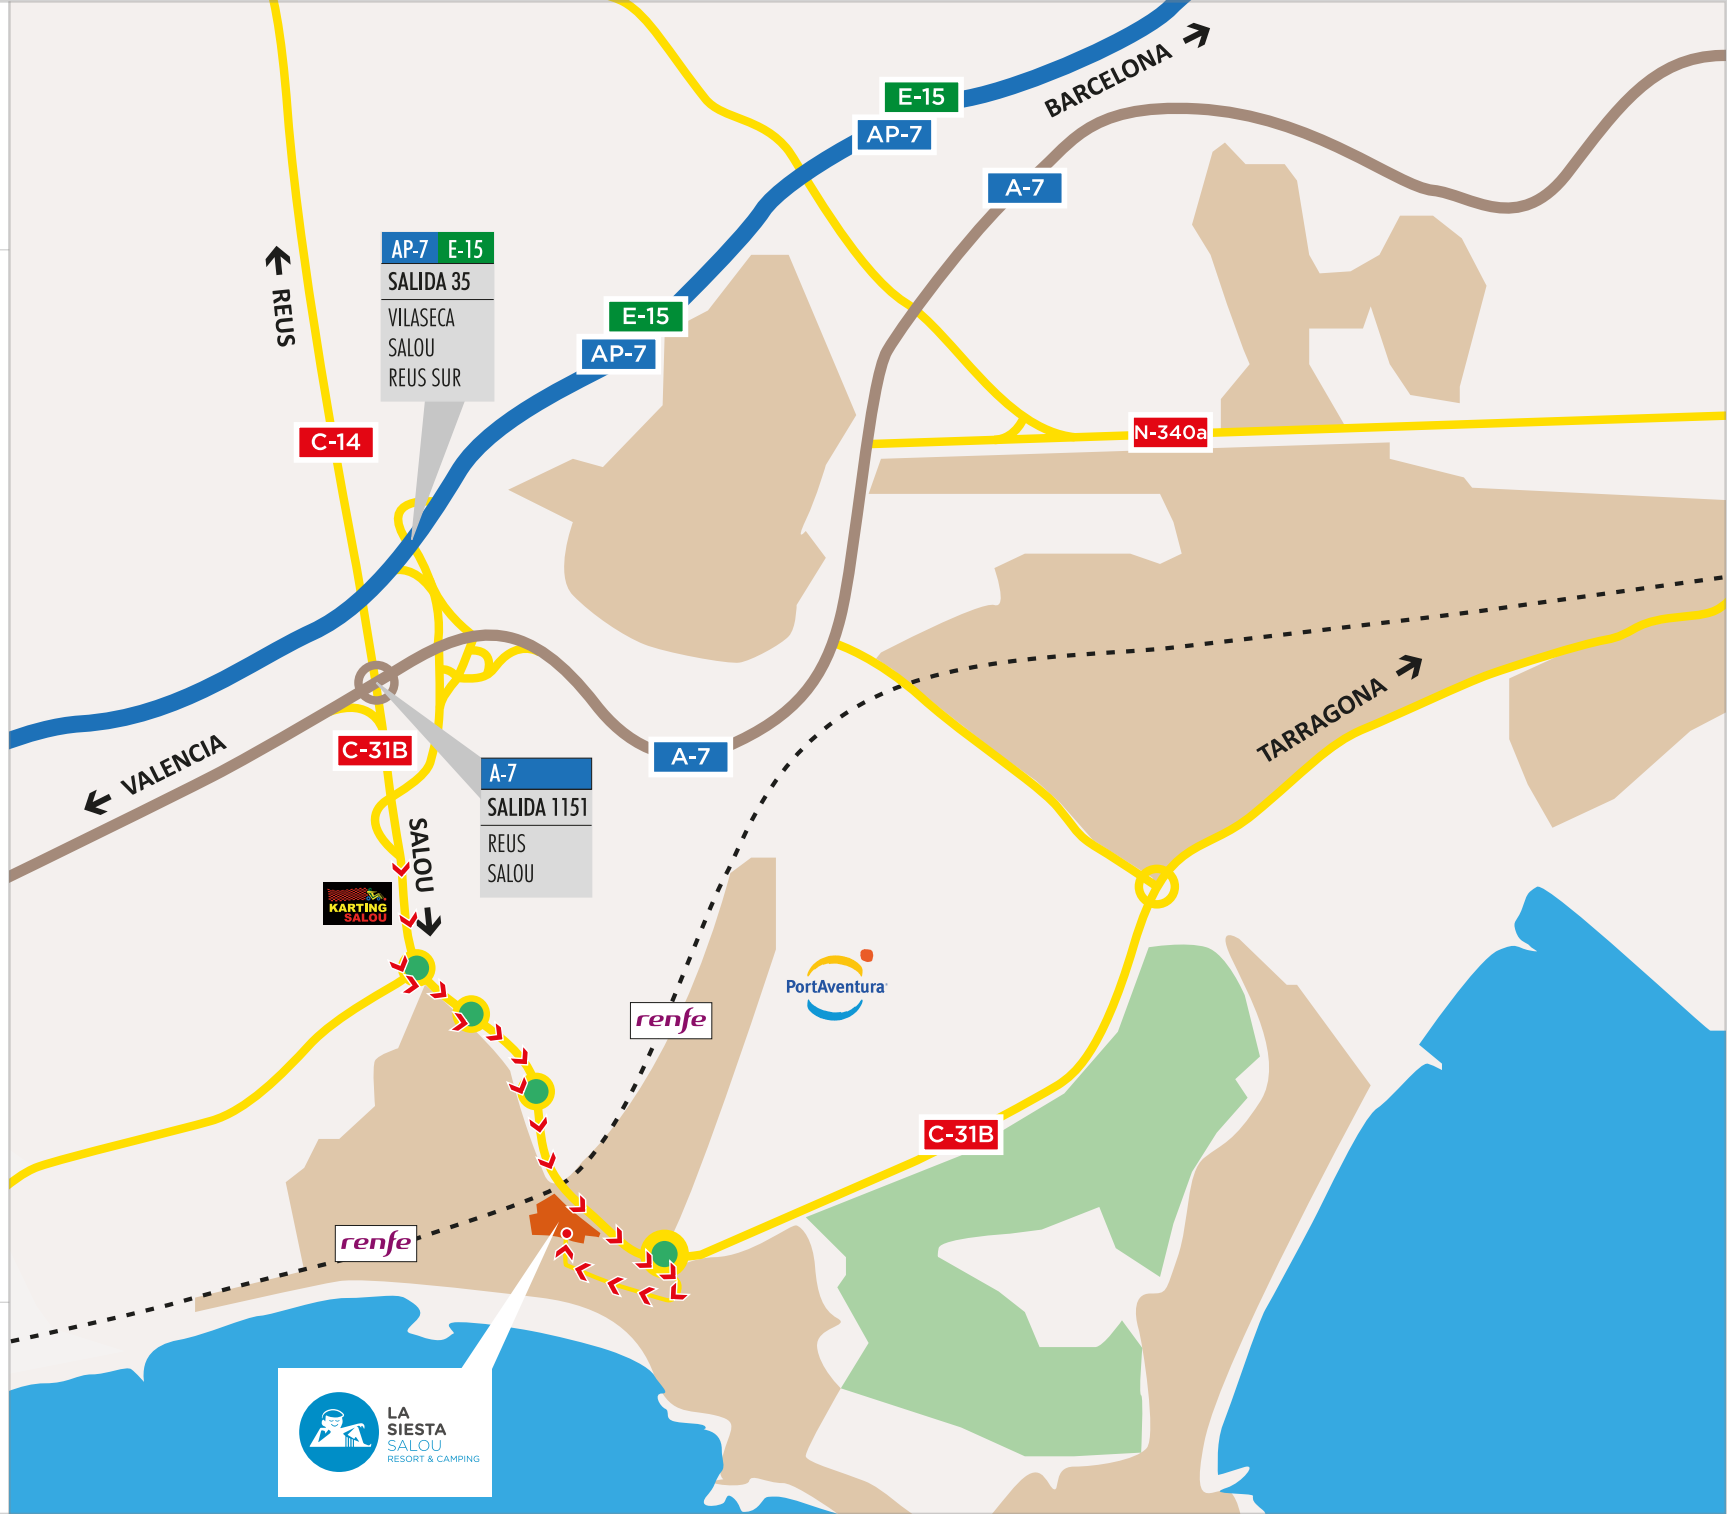 E-15
AP-7
BARCELONA
A-7
REUS
AP-7 E-15
SALIDA 35
VILASECA
SALOU
REUS SUR
E-15
AP-7
C-14
N-340a
TARRAGONA
C-31B
VALENCIA
A-7
A-7
SALIDA 1151
REUS
SALOU
SALOU
KARTING
SALOU
PortAventura
renfe
C-31B
renfe
LA
SIESTA
SALOU
RESORT & CAMPING